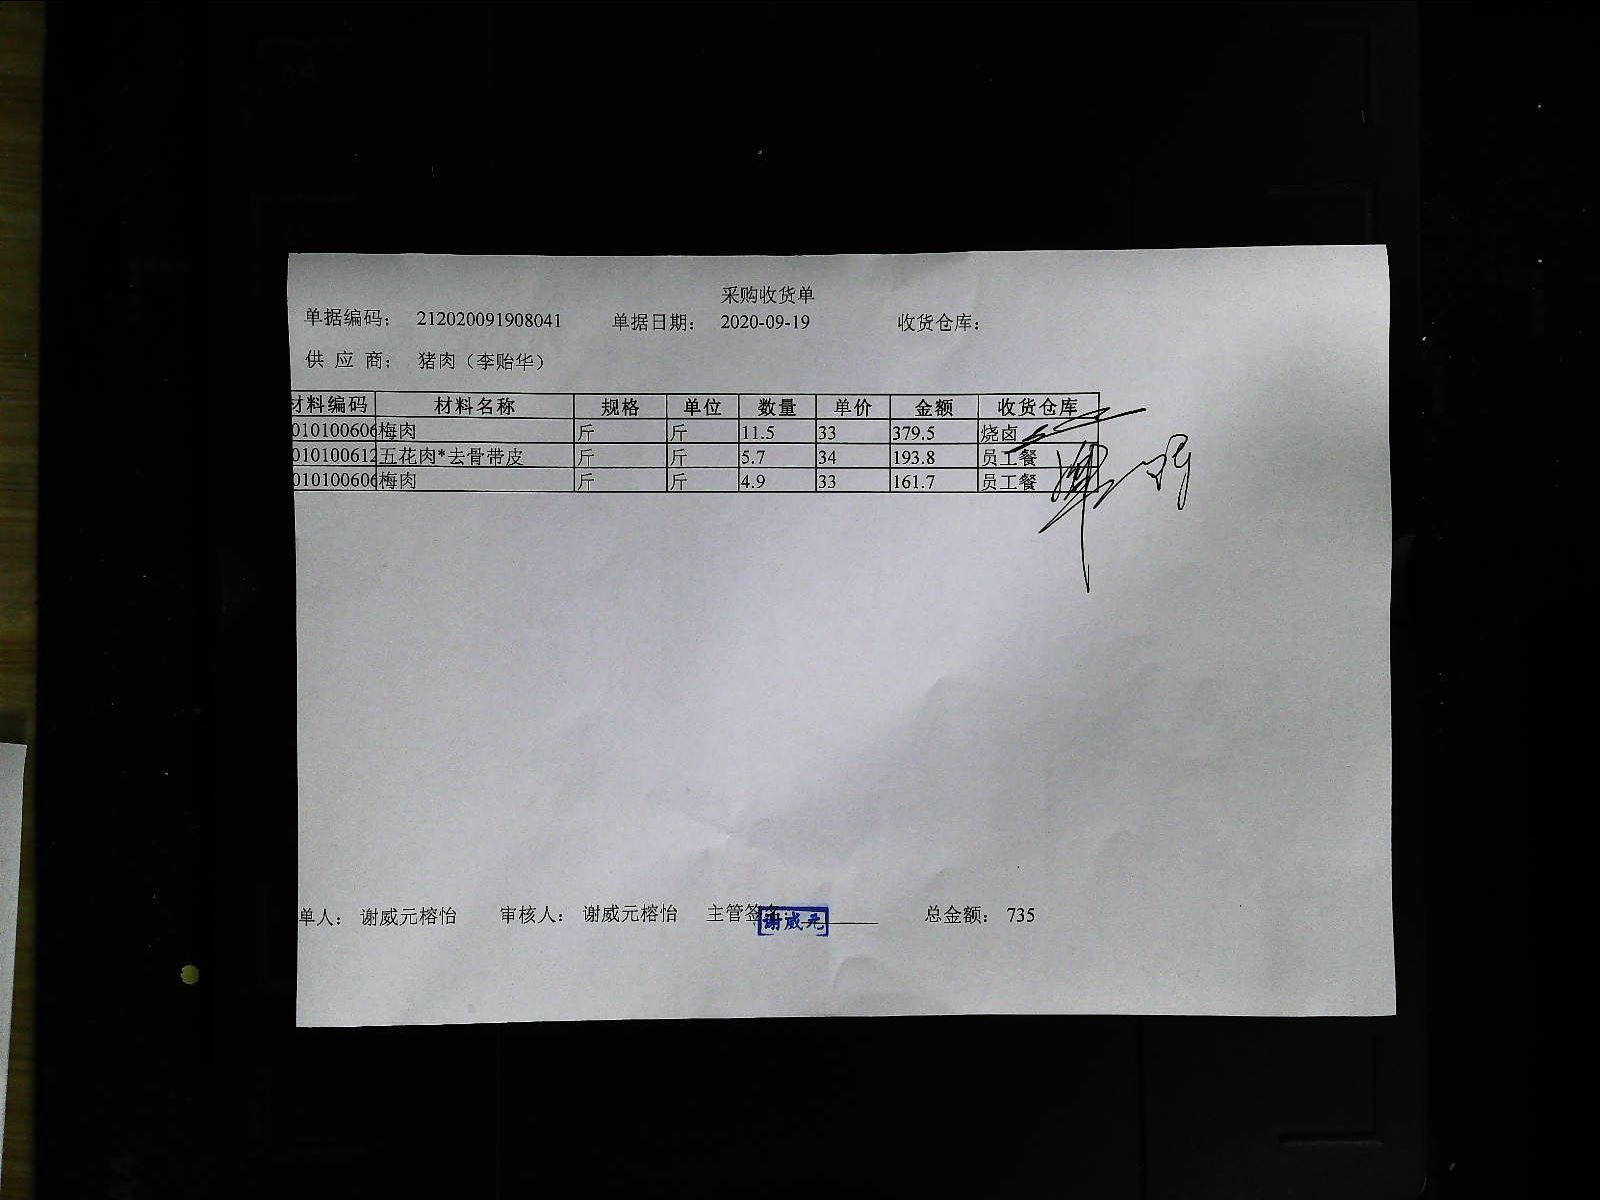 采购收货单
单据编码： 212020091908041 单据日期： 2020-09-19 收货仓库：
供 应 商： 猪肉（李贻华）
材料编码 材料名称 规格 单位 数量 单价 金额 收货仓库
010100606 梅肉 斤 斤 11.5 33 379.5 烧卤
010100612 五花肉*去骨带皮 斤 斤 5.7 34 193.8 员工餐
010100606 梅肉 斤 斤 4.9 33 161.7 员工餐
单人： 谢威元榕怡 审核人： 谢威元榕怡 主管签名： 总金额： 735
谢威元